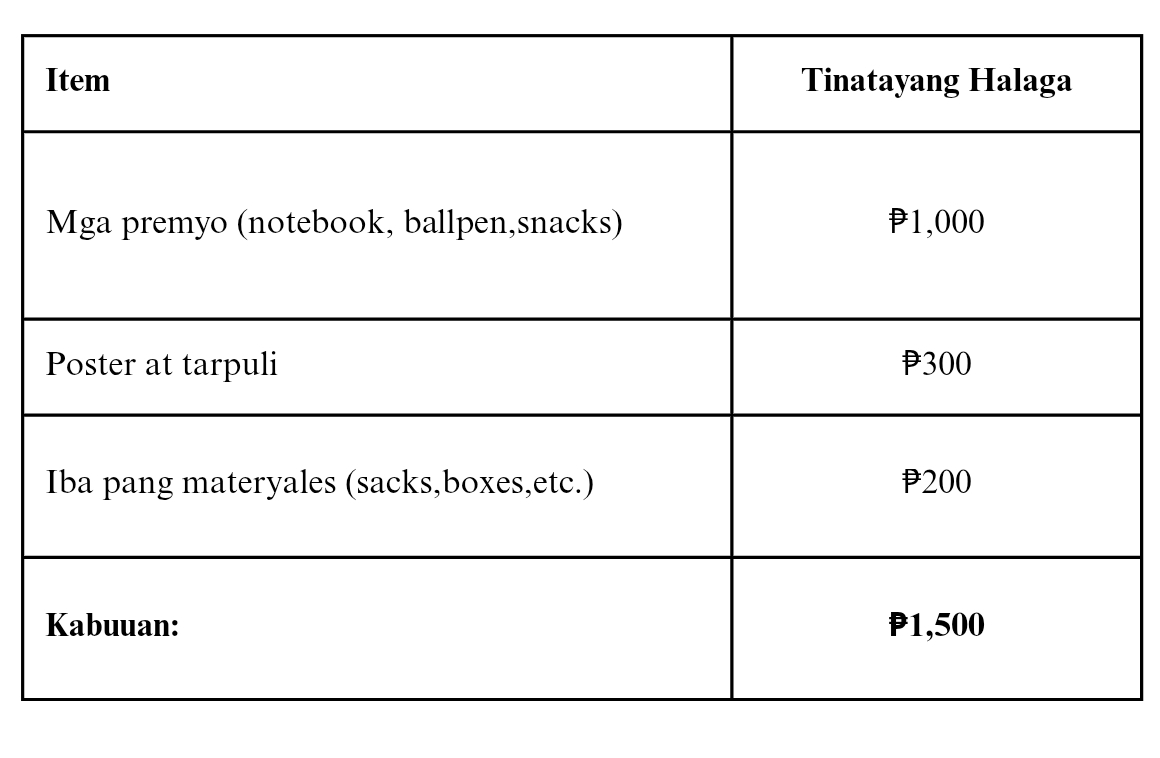 Item
Tinatayang Halaga
Mga premyo (notebook, ballpen,snacks)
₱1,000
Poster at tarpuli
₱300
Iba pang materyales (sacks,boxes,etc.)
₱200
Kabuuan:
₱1,500